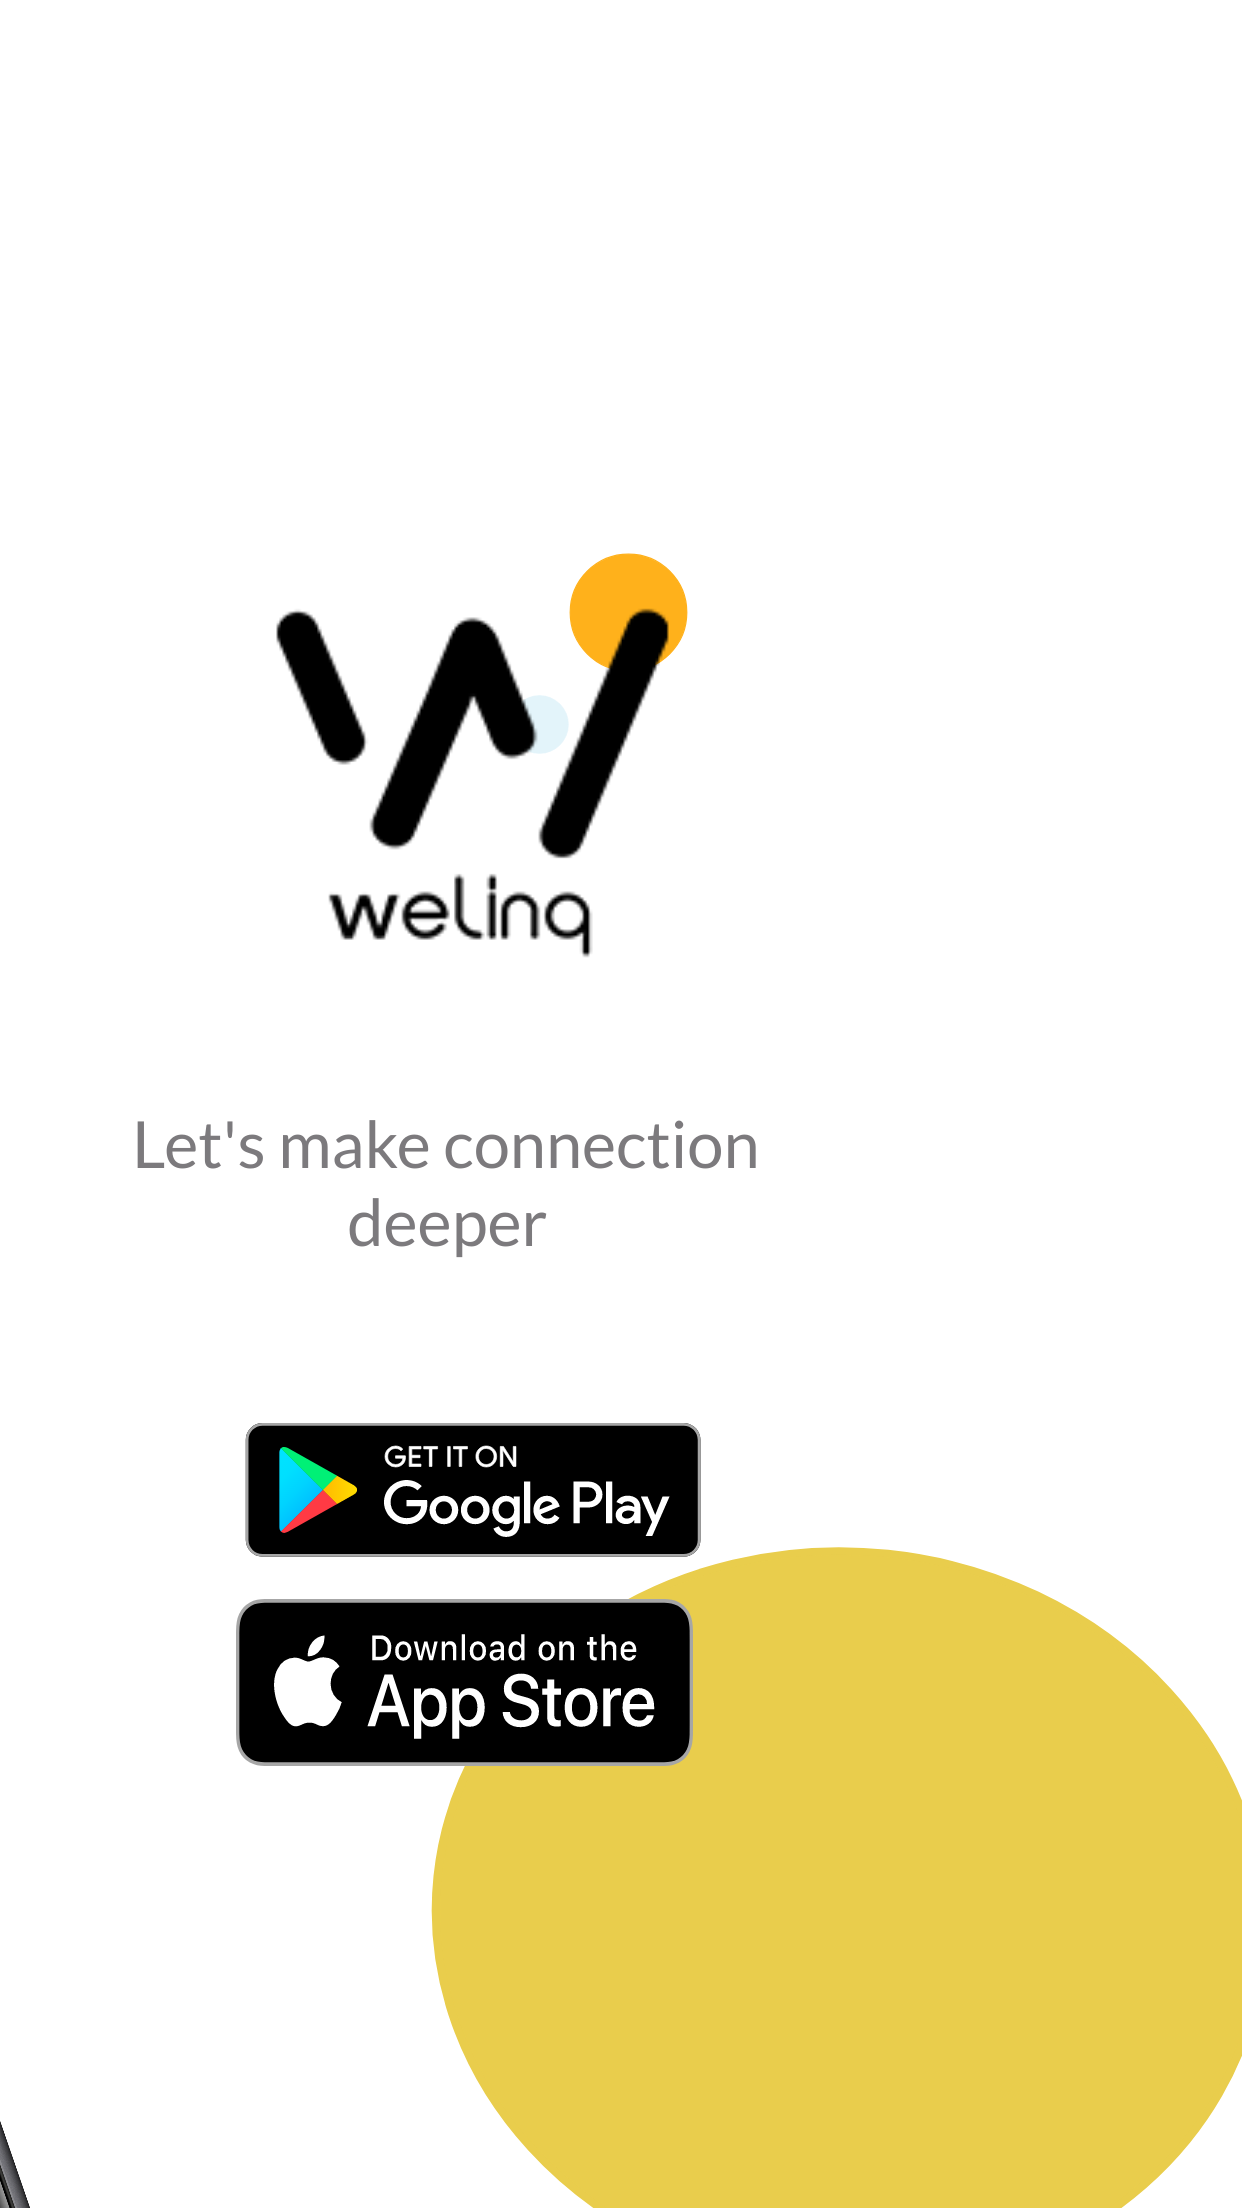 welinq
Let's make connection
deeper
GET IT ON
Google Play
Download on the
App Store